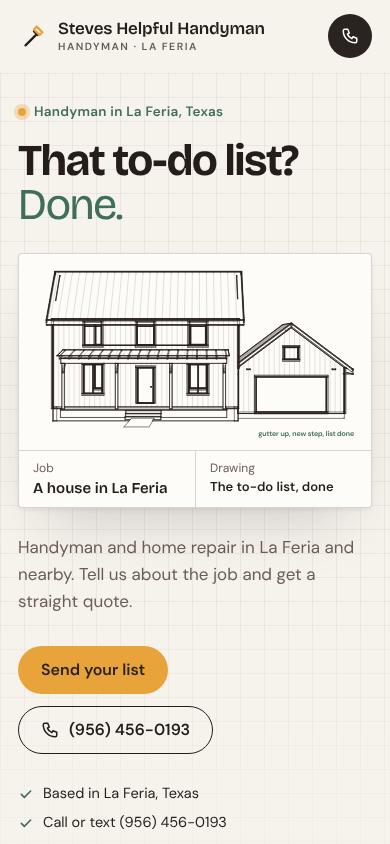 Steves Helpful Handyman
HANDYMAN · LA FERIA
Handyman in La Feria, Texas
That to-do list?
Done.
gutter up, new step, list done
Job
A house in La Feria
Drawing
The to-do list, done
Handyman and home repair in La Feria and
nearby. Tell us about the job and get a
straight quote.
Send your list
(956) 456-0193
Based in La Feria, Texas
Call or text (956) 456-0193